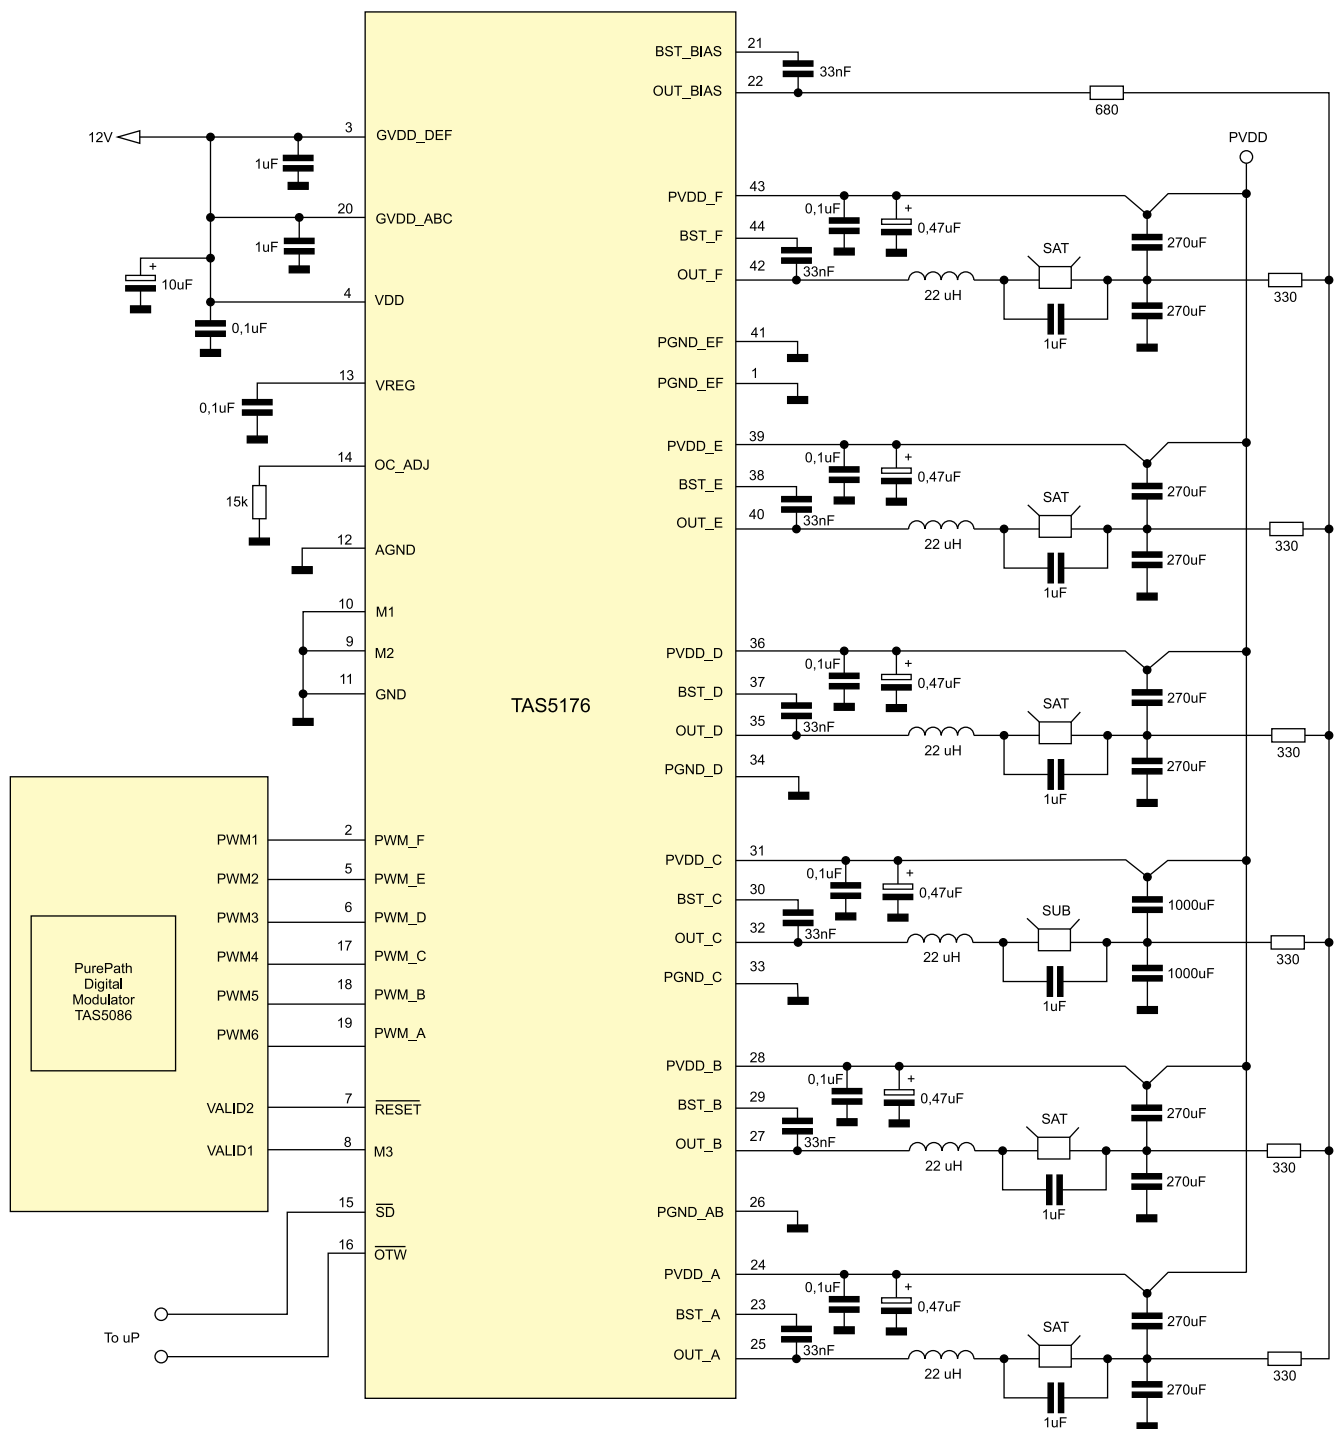 21
BST_BIAS
33nF
22
OUT_BIAS
680
12V
3
GVDD_DEF
1uF
PVDD
20
GVDD_ABC
1uF
+
10uF
4
VDD
0,1uF
13
VREG
0,1uF
14
OC_ADJ
15k
12
AGND
10
M1
9
M2
11
GND
TAS5176
43
PVDD_F
0,1uF
+
0,47uF
44
BST_F
33nF
42
OUT_F
22 uH
SAT
1uF
270uF
270uF
330
41
PGND_EF
1
PGND_EF
39
PVDD_E
0,1uF
+
0,47uF
38
BST_E
33nF
40
OUT_E
22 uH
SAT
1uF
270uF
270uF
330
36
PVDD_D
0,1uF
+
0,47uF
37
BST_D
33nF
35
OUT_D
22 uH
SAT
1uF
270uF
270uF
330
34
PGND_D
31
PVDD_C
0,1uF
+
0,47uF
30
BST_C
33nF
32
OUT_C
22 uH
SUB
1uF
1000uF
1000uF
330
33
PGND_C
28
PVDD_B
0,1uF
+
0,47uF
29
BST_B
33nF
27
OUT_B
22 uH
SAT
1uF
270uF
270uF
330
26
PGND_AB
24
PVDD_A
0,1uF
+
0,47uF
23
BST_A
33nF
25
OUT_A
22 uH
SAT
1uF
270uF
270uF
330
PurePath
Digital
Modulator
TAS5086
PWM1
2
PWM_F
PWM2
5
PWM_E
PWM3
6
PWM_D
PWM4
17
PWM_C
PWM5
18
PWM_B
PWM6
19
PWM_A
VALID2
7
RESET
VALID1
8
M3
15
SD
16
OTW
To uP